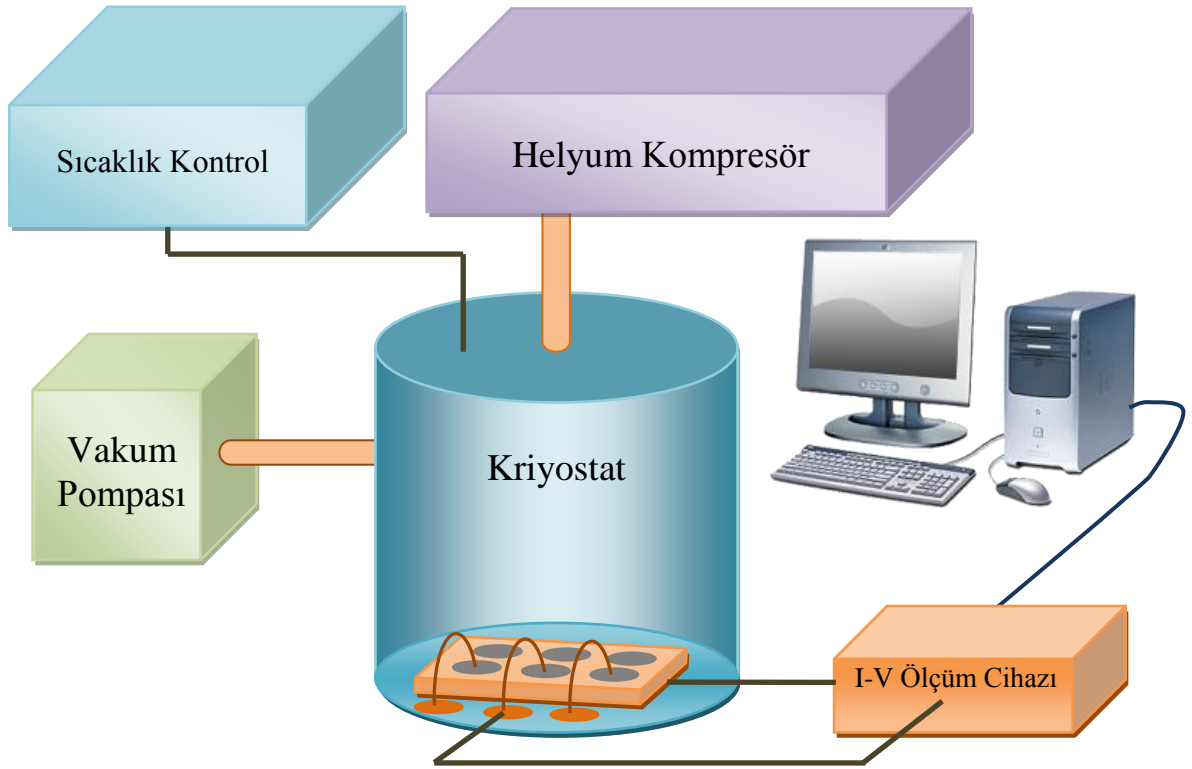 Sıcaklık Kontrol
Helyum Kompresör
Vakum
Pompası
Kriyostat
I-V Ölçüm Cihazı